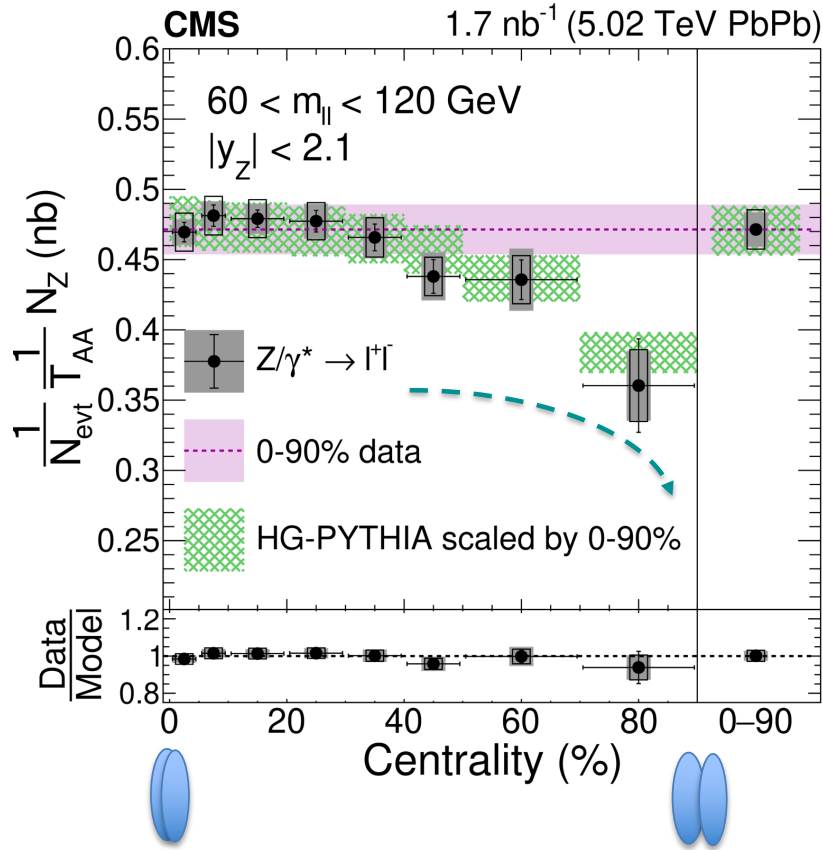 CMS 1.7 nb⁻¹ (5.02 TeV PbPb)
0.6
60 < m_ll < 120 GeV
|y_Z| < 2.1
0.55
0.5
0.45
0.4
0.35
0.3
0.25
1/N_evt 1/T_AA N_Z (nb)
Z/γ* → l⁺l⁻
0-90% data
HG-PYTHIA scaled by 0-90%
1.2
1
0.8
Data/Model
0 20 40 60 80 0–90
Centrality (%)